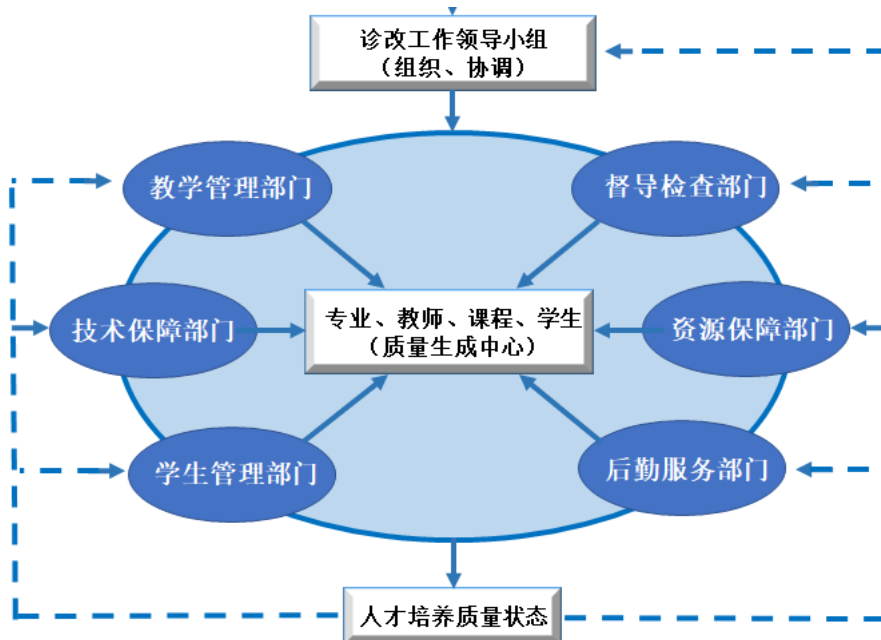 诊改工作领导小组
（组织、协调）
教学管理部门
督导检查部门
技术保障部门
专业、教师、课程、学生
（质量生成中心）
资源保障部门
学生管理部门
后勤服务部门
人才培养质量状态